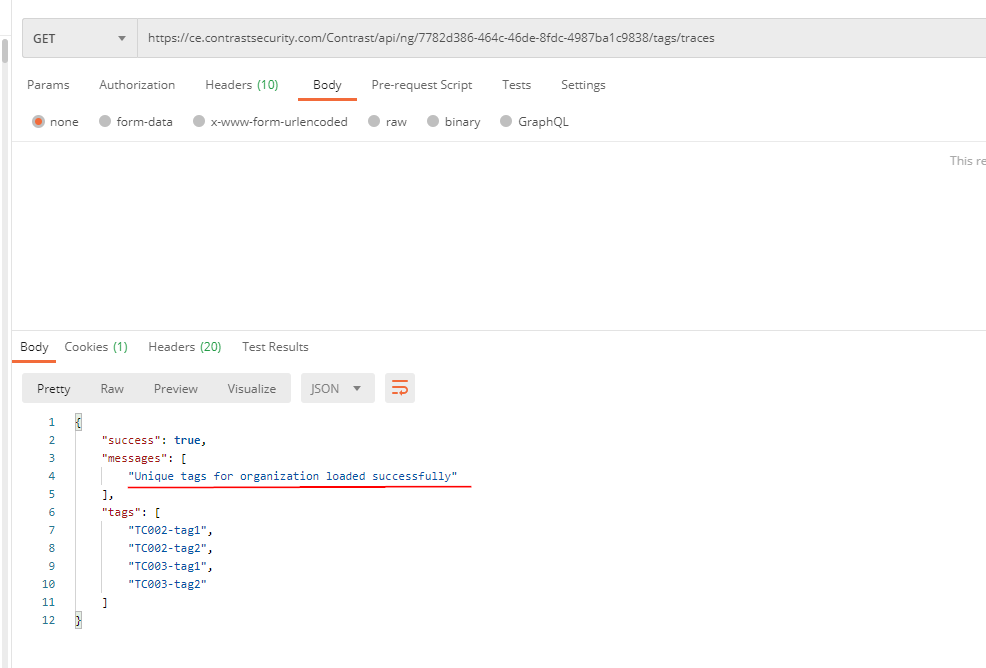 GET https://ce.contrastsecurity.com/Contrast/api/ng/7782d386-464c-46de-8fdc-4987ba1c9838/tags/traces
Params Authorization Headers (10) Body Pre-request Script Tests Settings
none form-data x-www-form-urlencoded raw binary GraphQL
This re
Body Cookies (1) Headers (20) Test Results
Pretty Raw Preview Visualize JSON
1 {
2 "success": true,
3 "messages": [
4 "Unique tags for organization loaded successfully"
5 ],
6 "tags": [
7 "TC002-tag1",
8 "TC002-tag2",
9 "TC003-tag1",
10 "TC003-tag2"
11 ]
12 }